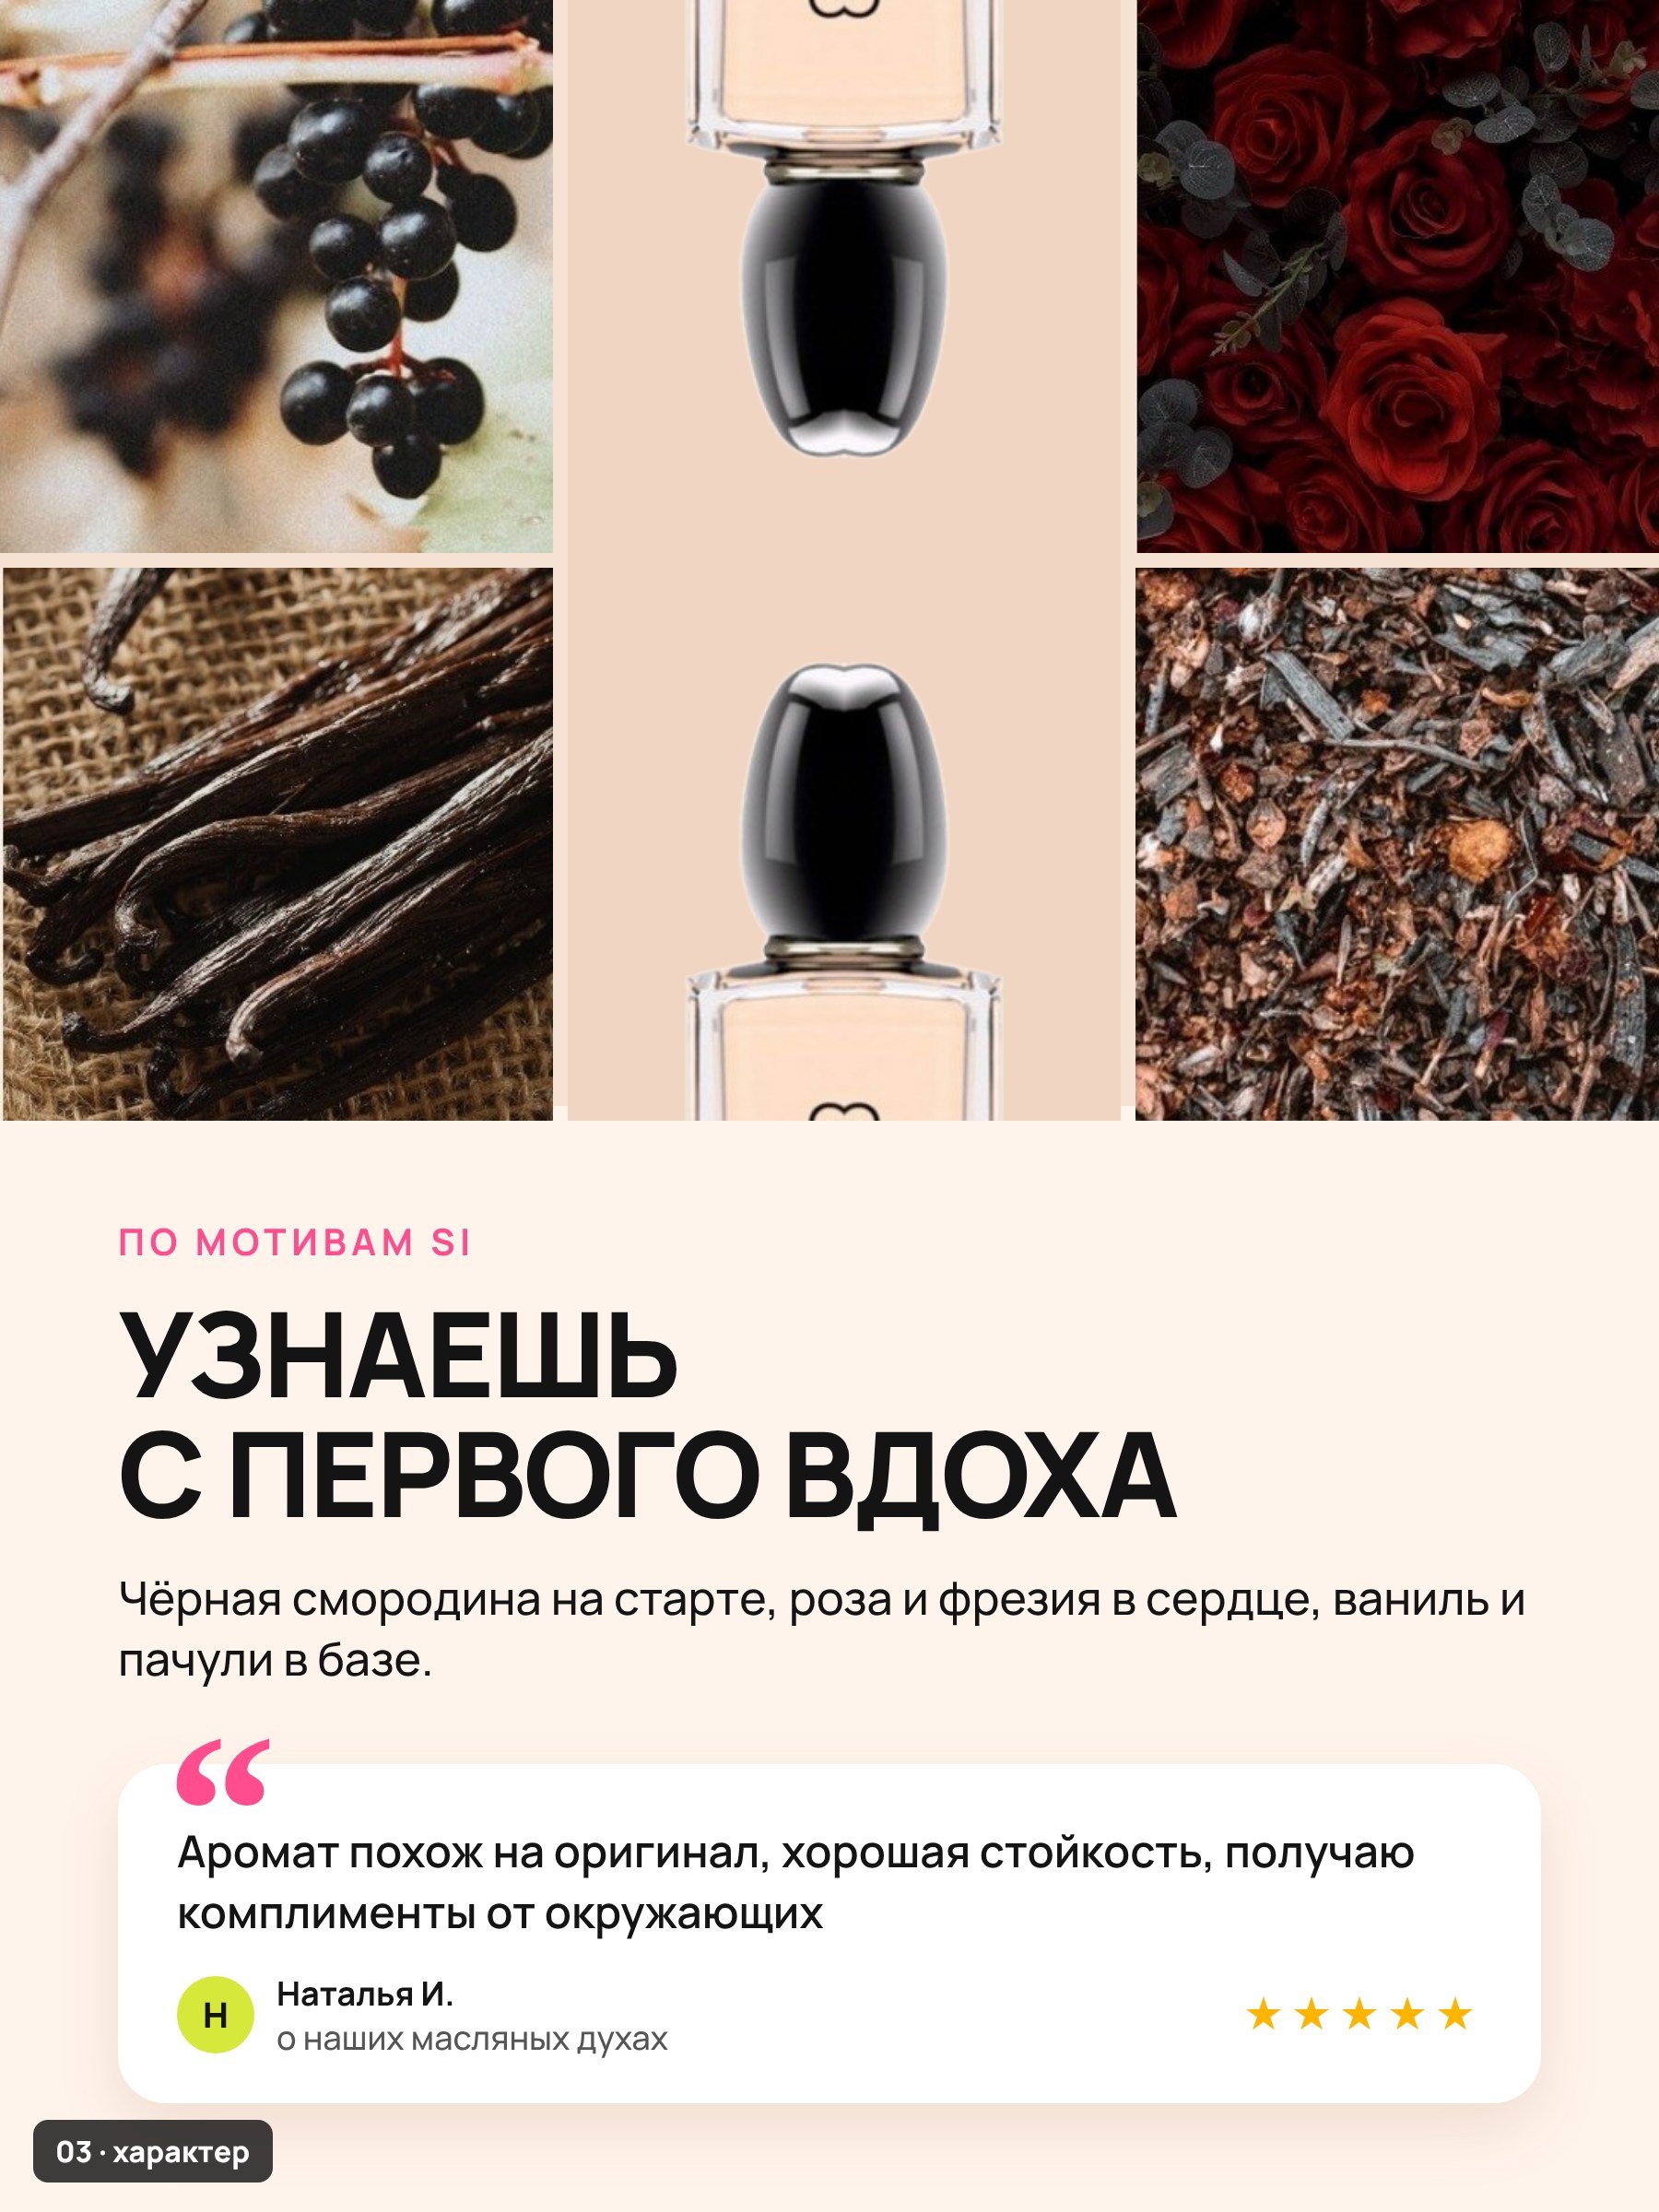 ПО МОТИВАМ SI
УЗНАЕШЬ
С ПЕРВОГО ВДОХА
Чёрная смородина на старте, роза и фрезия в сердце, ваниль и
пачули в базе.
“
Аромат похож на оригинал, хорошая стойкость, получаю
комплименты от окружающих
Н
Наталья И.
о наших масляных духах
★★★★★
03 · характер